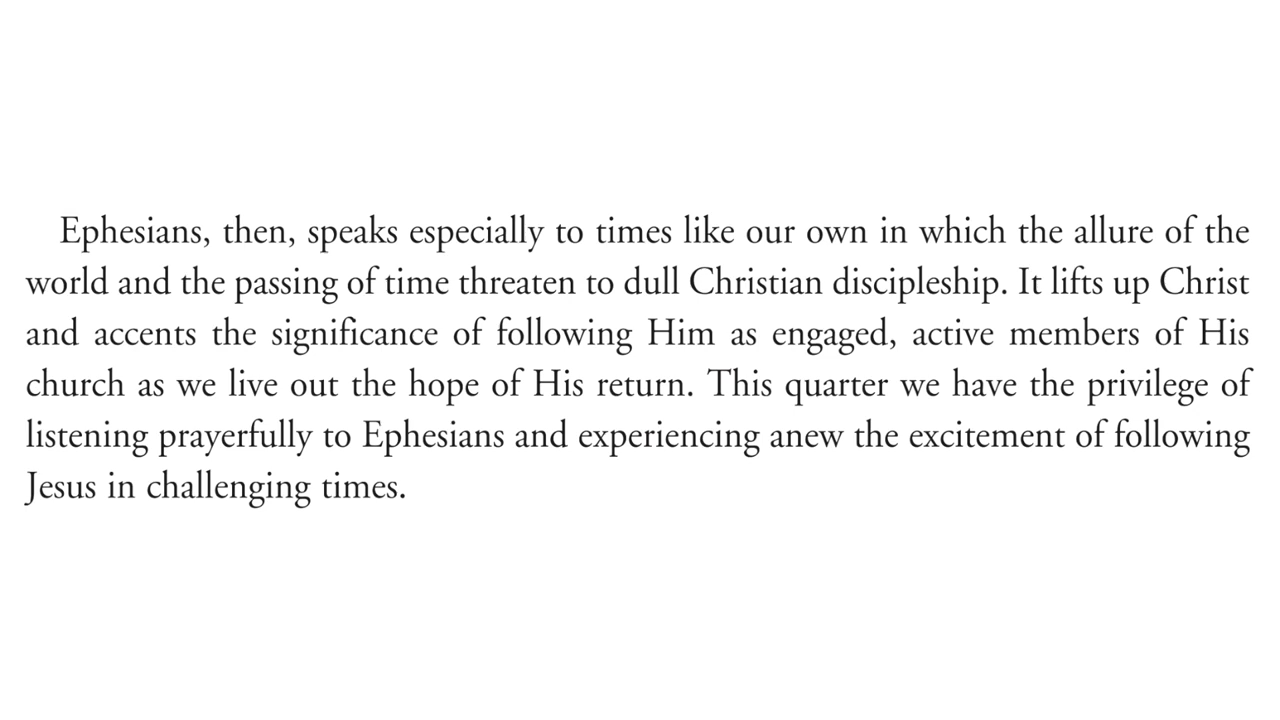 Ephesians, then, speaks especially to times like our own in which the allure of the
world and the passing of time threaten to dull Christian discipleship. It lifts up Christ
and accents the significance of following Him as engaged, active members of His
church as we live out the hope of His return. This quarter we have the privilege of
listening prayerfully to Ephesians and experiencing anew the excitement of following
Jesus in challenging times.